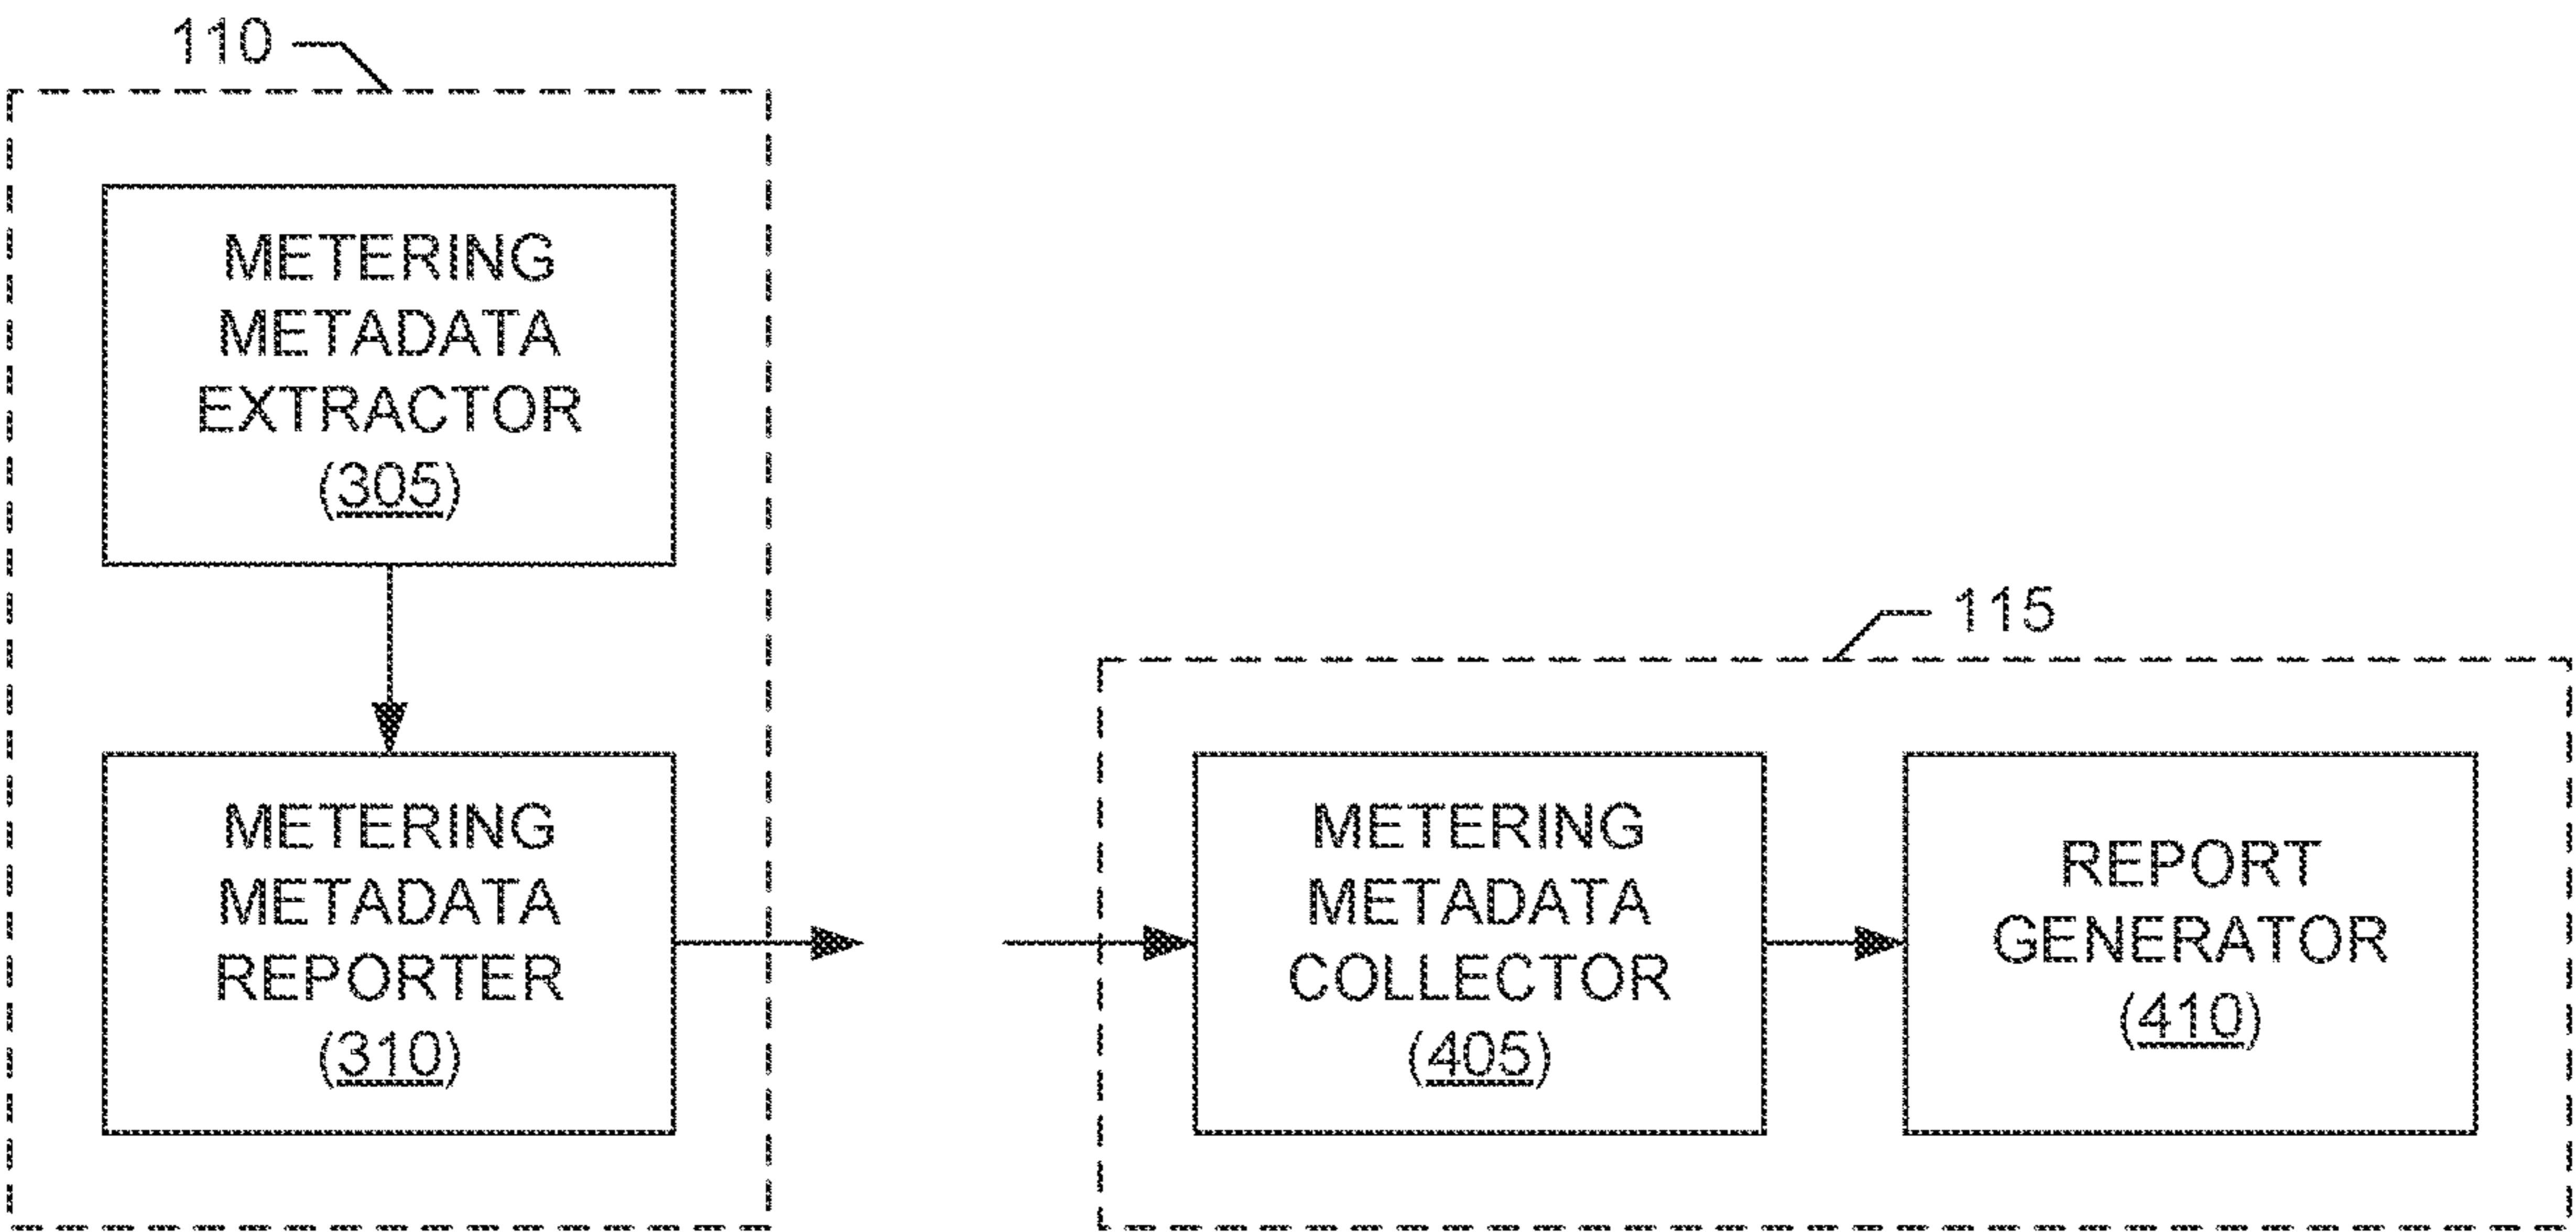 110
METERING
METADATA
EXTRACTOR
(305)
METERING
METADATA
REPORTER
(310)
115
METERING
METADATA
COLLECTOR
(405)
REPORT
GENERATOR
(410)